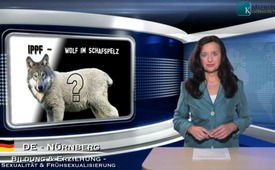 IPPF – WOLF IM SCHAFSPELZ
?
DE - NÜRNBERG
BILDUNG & ERZIEHUNG -
SEXUALITÄT & FRÜHSEXUALISIERUNG